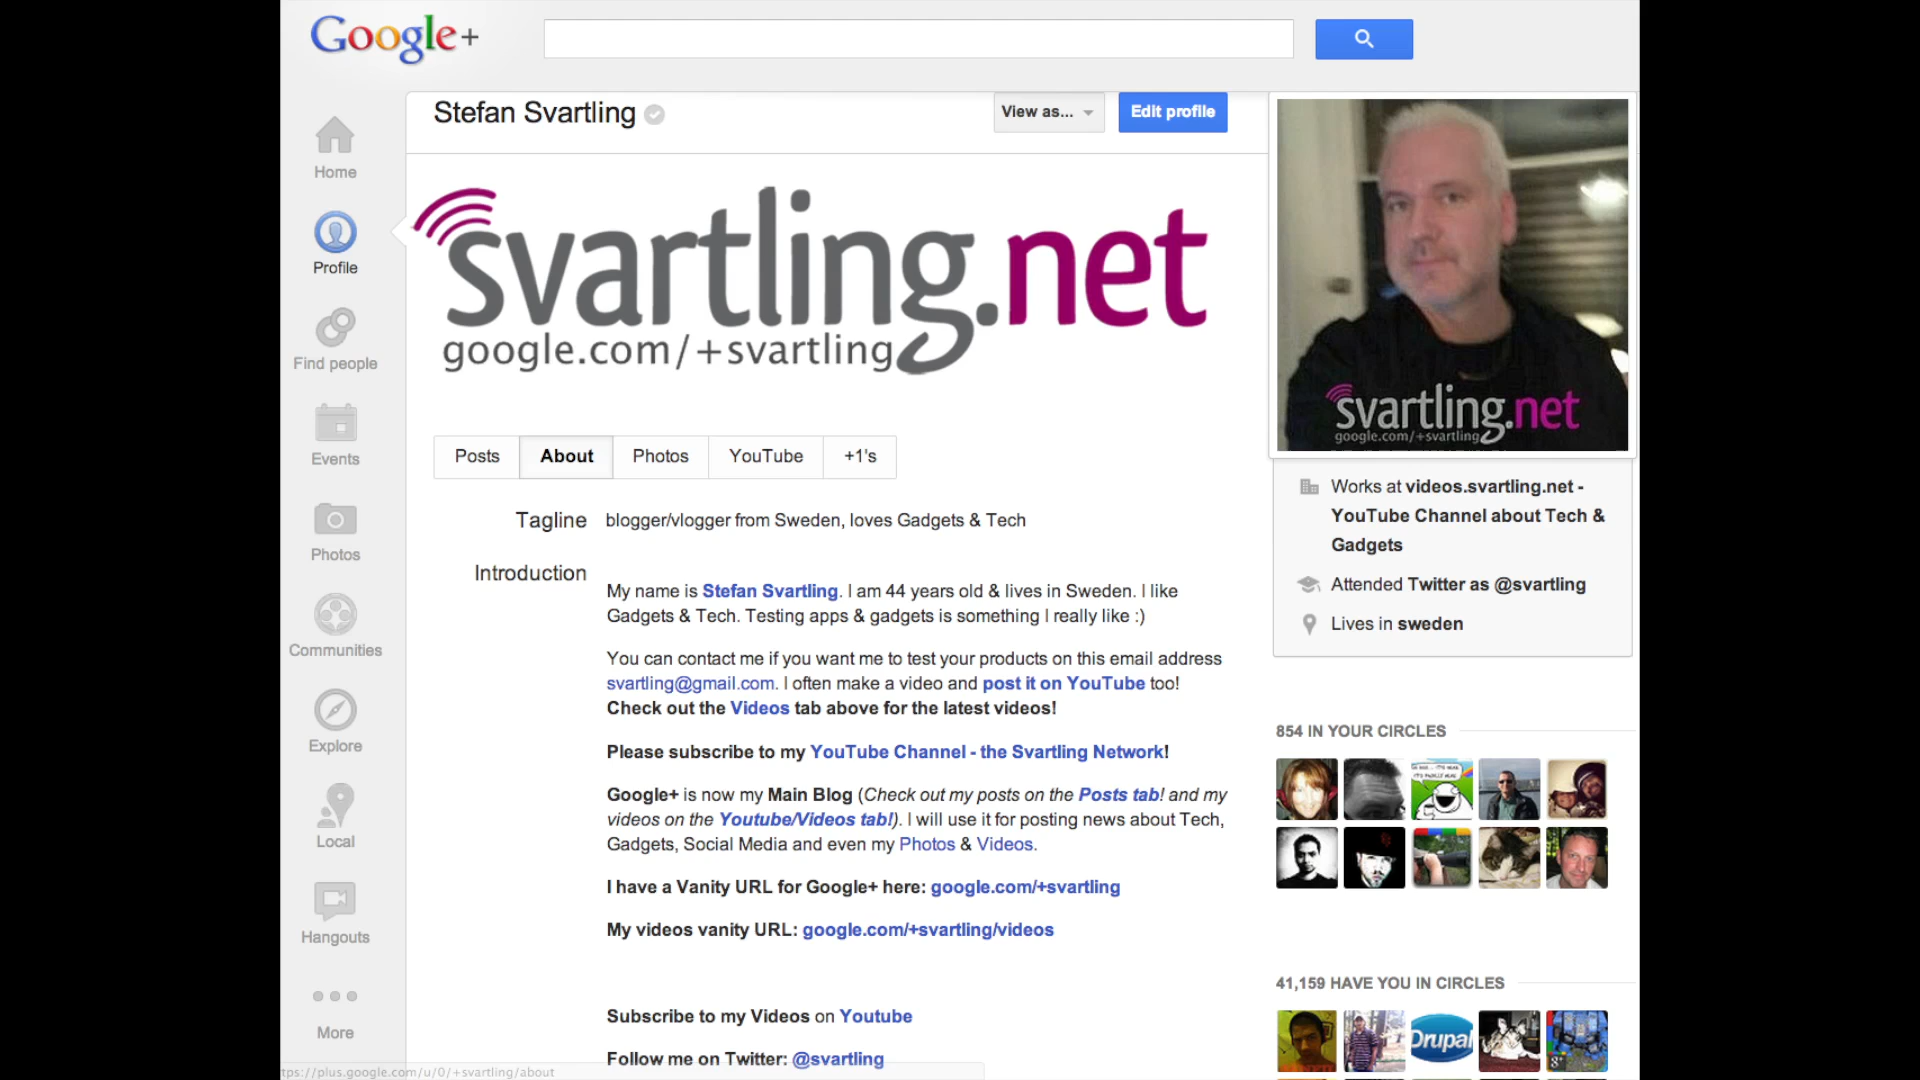 Google+
Stefan Svartling
View as...
Edit profile
Home
Profile
Find people
Events
Photos
Communities
Explore
Local
Hangouts
More
svartling.net
google.com/+svartling
Posts
About
Photos
YouTube
+1's
Tagline
blogger/vlogger from Sweden, loves Gadgets & Tech
Introduction
My name is Stefan Svartling. I am 44 years old & lives in Sweden. I like
Gadgets & Tech. Testing apps & gadgets is something I really like :)
You can contact me if you want me to test your products on this email address
svartling@gmail.com. I often make a video and post it on YouTube too!
Check out the Videos tab above for the latest videos!
Please subscribe to my YouTube Channel - the Svartling Network!
Google+ is now my Main Blog (Check out my posts on the Posts tab! and my
videos on the Youtube/Videos tab!). I will use it for posting news about Tech,
Gadgets, Social Media and even my Photos & Videos.
I have a Vanity URL for Google+ here: google.com/+svartling
My videos vanity URL: google.com/+svartling/videos
Subscribe to my Videos on Youtube
Follow me on Twitter: @svartling
tps://plus.google.com/u/0/+svartling/about
svartling.net
google.com/+svartling
Works at videos.svartling.net -
YouTube Channel about Tech &
Gadgets
Attended Twitter as @svartling
Lives in sweden
854 IN YOUR CIRCLES
41,159 HAVE YOU IN CIRCLES
Drupal
g+